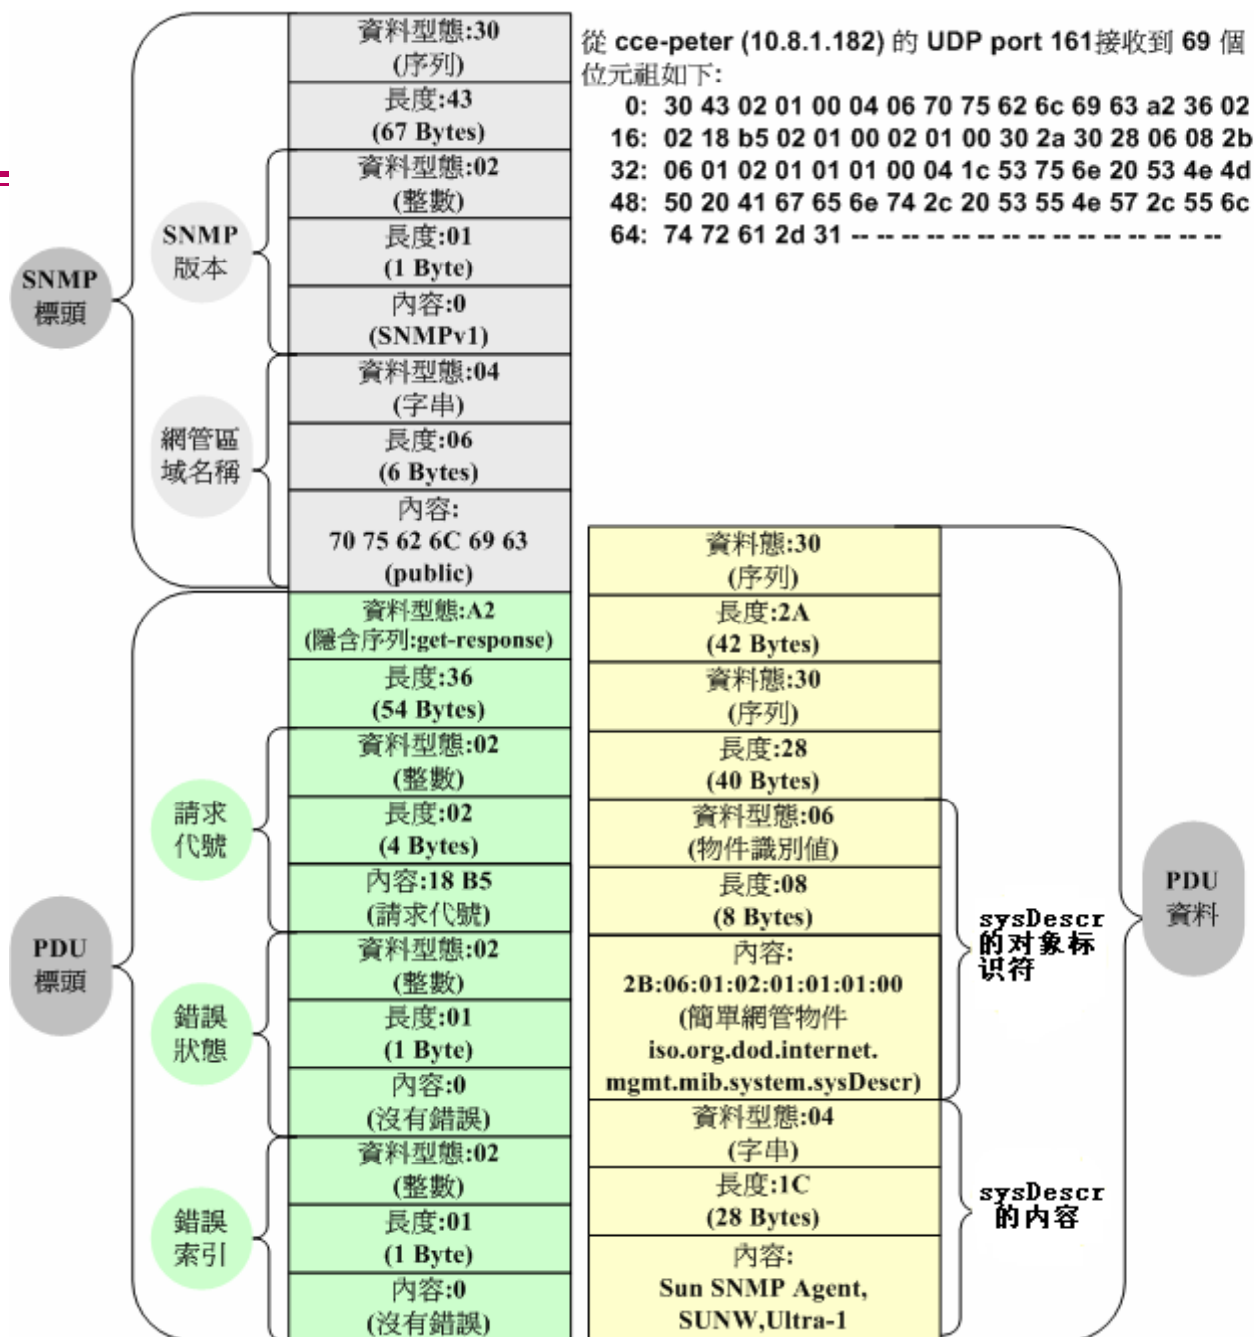 從 cce-peter (10.8.1.182) 的 UDP port 161接收到 69 個
位元祖如下:
0: 30 43 02 01 00 04 06 70 75 62 6c 69 63 a2 36 02
16: 02 18 b5 02 01 00 02 01 00 30 2a 30 28 06 08 2b
32: 06 01 02 01 01 01 00 04 1c 53 75 6e 20 53 4e 4d
48: 50 20 41 67 65 6e 74 2c 20 53 55 4e 57 2c 55 6c
64: 74 72 61 2d 31 -- -- -- -- -- -- -- -- -- -- -- -- -- -- --
SNMP
標頭
SNMP
版本
網管區
域名稱
資料型態:30
(序列)
長度:43
(67 Bytes)
資料型態:02
(整數)
長度:01
(1 Byte)
內容:0
(SNMPv1)
資料型態:04
(字串)
長度:06
(6 Bytes)
內容:
70 75 62 6C 69 63
(public)
PDU
標頭
請求
代號
錯誤
狀態
錯誤
索引
資料型態:A2
(隱含序列:get-response)
長度:36
(54 Bytes)
資料型態:02
(整數)
長度:02
(4 Bytes)
內容:18 B5
(請求代號)
資料型態:02
(整數)
長度:01
(1 Byte)
內容:0
(沒有錯誤)
資料型態:02
(整數)
長度:01
(1 Byte)
內容:0
(沒有錯誤)
資料態:30
(序列)
長度:2A
(42 Bytes)
資料態:30
(序列)
長度:28
(40 Bytes)
資料型態:06
(物件識別值)
長度:08
(8 Bytes)
內容:
2B:06:01:02:01:01:01:00
(簡單網管物件
iso.org.dod.internet.
mgmt.mib.system.sysDescr)
資料型態:04
(字串)
長度:1C
(28 Bytes)
內容:
Sun SNMP Agent,
SUNW,Ultra-1
sysDescr
的对象标
识符
sysDescr
的内容
PDU
資料